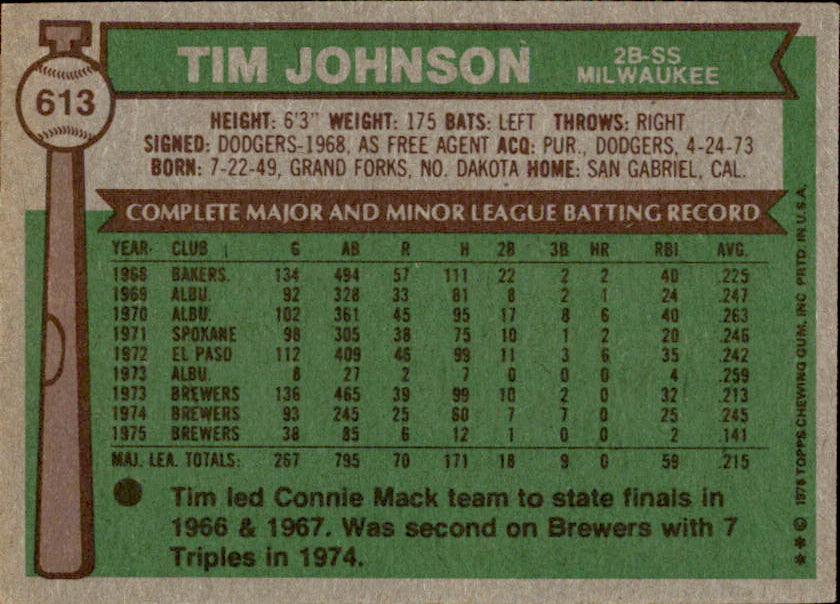 TIM JOHNSON
2B-SS
MILWAUKEE
613
HEIGHT: 6'3" WEIGHT: 175 BATS: LEFT THROWS: RIGHT
SIGNED: DODGERS-1968, AS FREE AGENT ACQ: PUR., DODGERS, 4-24-73
BORN: 7-22-49, GRAND FORKS, NO. DAKOTA HOME: SAN GABRIEL, CAL.
COMPLETE MAJOR AND MINOR LEAGUE BATTING RECORD
YEAR CLUB G AB R H 2B 3B HR RBI AVG.
1968 BAKERS. 134 494 57 111 22 2 2 40 .225
1969 ALBU. 92 328 33 81 8 2 1 24 .247
1970 ALBU. 102 361 45 95 17 8 6 40 .263
1971 SPOKANE 98 305 38 75 10 1 2 20 .246
1972 EL PASO 112 409 46 99 11 3 6 35 .242
1973 ALBU. 8 27 2 7 0 0 0 4 .259
1973 BREWERS 136 465 39 99 10 2 0 32 .213
1974 BREWERS 93 245 25 60 7 7 0 25 .245
1975 BREWERS 38 85 6 12 1 0 0 2 .141
MAJ. LEA. TOTALS: 267 795 70 171 18 9 0 59 .215
Tim led Connie Mack team to state finals in
1966 & 1967. Was second on Brewers with 7
Triples in 1974.
** © 1976 TOPPS CHEWING GUM, INC PRTD. IN U.S.A.